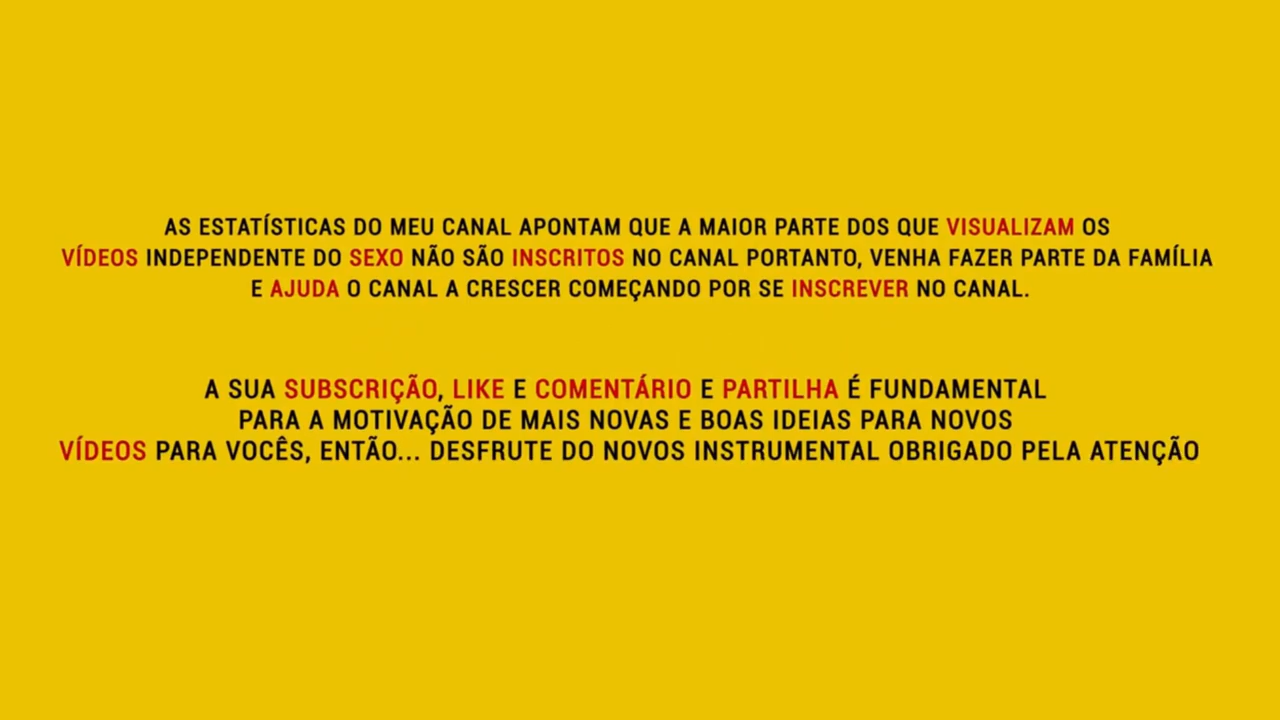 AS ESTATÍSTICAS DO MEU CANAL APONTAM QUE A MAIOR PARTE DOS QUE VISUALIZAM OS
VÍDEOS INDEPENDENTE DO SEXO NÃO SÃO INSCRITOS NO CANAL PORTANTO, VENHA FAZER PARTE DA FAMÍLIA
E AJUDA O CANAL A CRESCER COMEÇANDO POR SE INSCREVER NO CANAL.
A SUA SUBSCRIÇÃO, LIKE E COMENTÁRIO E PARTILHA É FUNDAMENTAL
PARA A MOTIVAÇÃO DE MAIS NOVAS E BOAS IDEIAS PARA NOVOS
VÍDEOS PARA VOCÊS, ENTÃO... DESFRUTE DO NOVOS INSTRUMENTAL OBRIGADO PELA ATENÇÃO